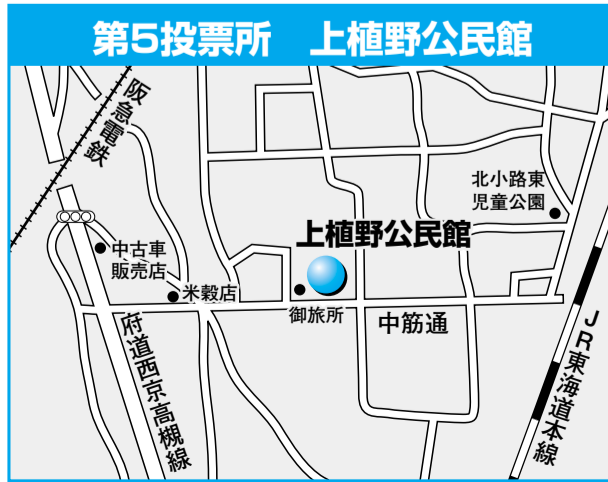 第5投票所　上植野公民館
阪急電鉄
北小路東
児童公園
上植野公民館
中古車
販売店
米穀店
御旅所
中筋通
府道西京高槻線
JR東海道本線